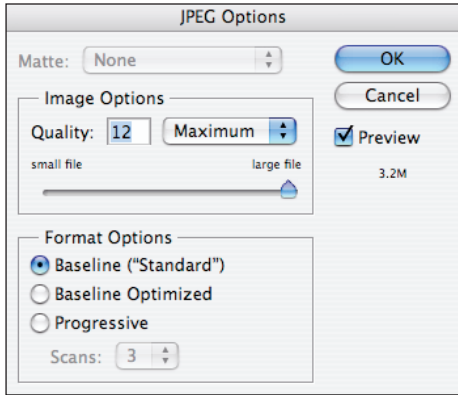 JPEG Options
Matte: None
OK
Image Options
Cancel
Quality: 12 Maximum
Preview
small file large file
3.2M
Format Options
Baseline (“Standard”)
Baseline Optimized
Progressive
Scans: 3